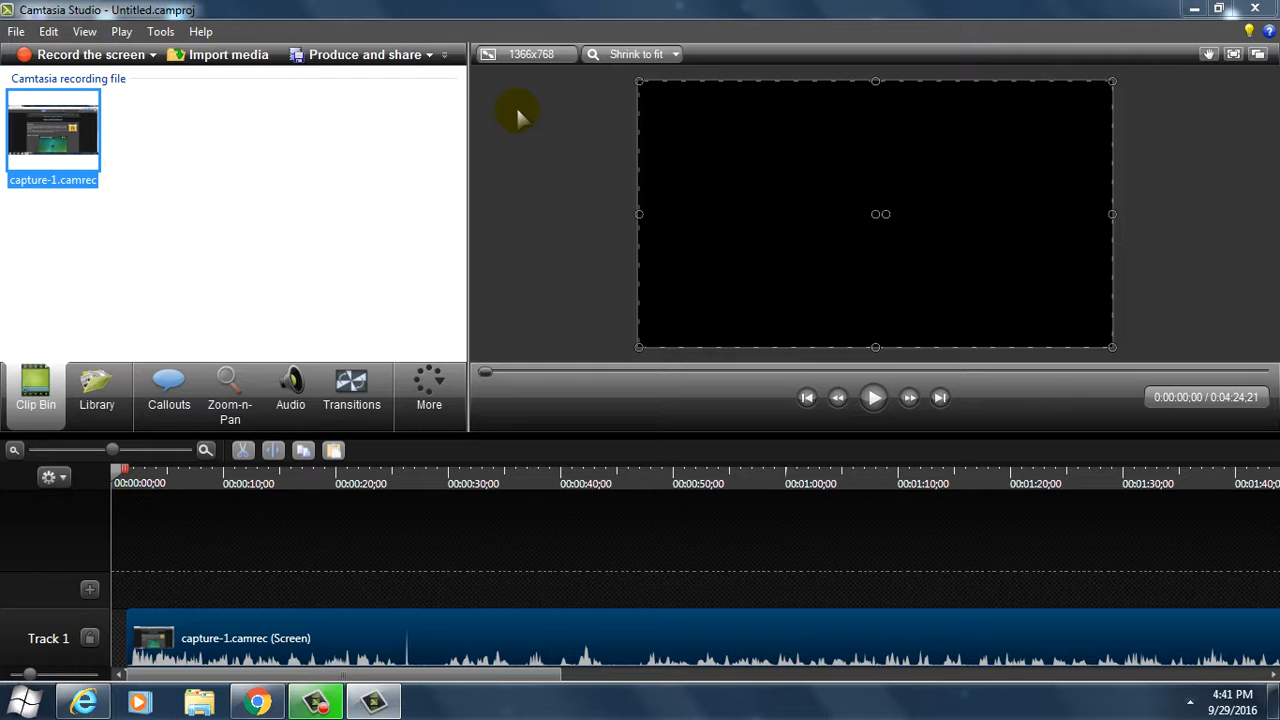 Camtasia Studio - Untitled.camproj
File Edit View Play Tools Help
Record the screen Import media Produce and share
1366x768 Shrink to fit
Camtasia recording file
capture-1.camrec
Clip Bin Library Callouts Zoom-n-Pan Audio Transitions More
0:00:00;00 / 0:04:24;21
00:00:00;00 00:00:10;00 00:00:20;00 00:00:30;00 00:00:40;00 00:00:50;00 00:01:00;00 00:01:10;00 00:01:20;00 00:01:30;00 00:01:40;0
Track 1 capture-1.camrec (Screen)
4:41 PM
9/29/2016